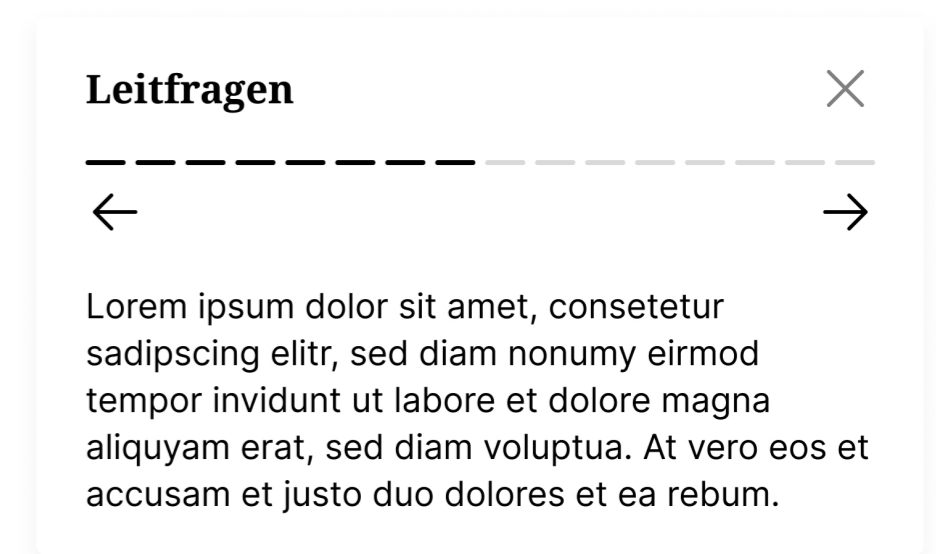 Leitfragen
Lorem ipsum dolor sit amet, consetetur
sadipscing elitr, sed diam nonumy eirmod
tempor invidunt ut labore et dolore magna
aliquyam erat, sed diam voluptua. At vero eos et
accusam et justo duo dolores et ea rebum.